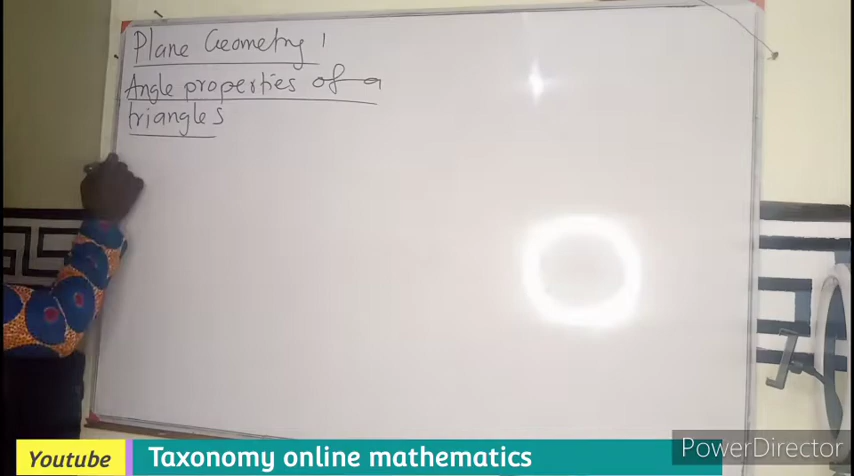 Plane Geometry 1
Angle properties of a
triangles
Youtube
Taxonomy online mathematics
PowerDirector